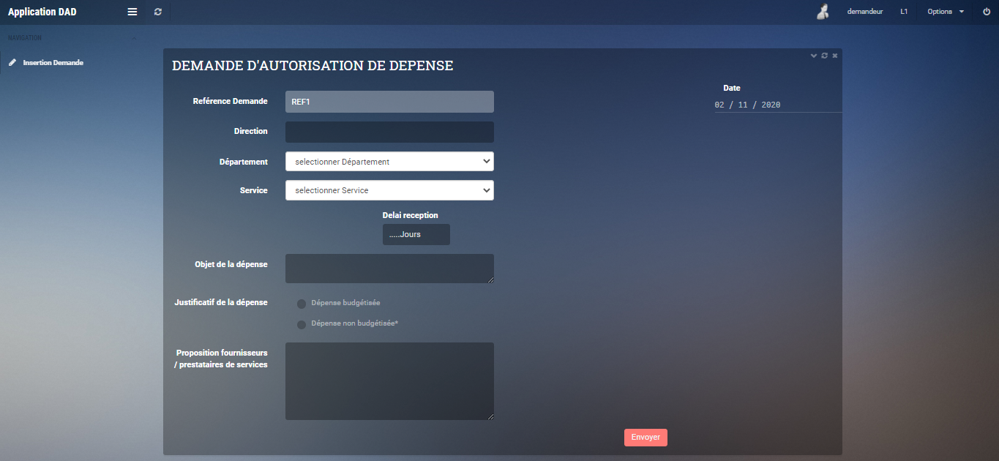 Application DAD
demandeur L1 Options
NAVIGATION
Insertion Demande
DEMANDE D'AUTORISATION DE DEPENSE
Date
02 / 11 / 2020
Reférence Demande REF1
Direction
Département selectionner Département
Service selectionner Service
Delai reception
.....Jours
Objet de la dépense
Justificatif de la dépense Dépense budgétisée
Dépense non budgétisée*
Proposition fournisseurs
/ prestataires de services
Envoyer